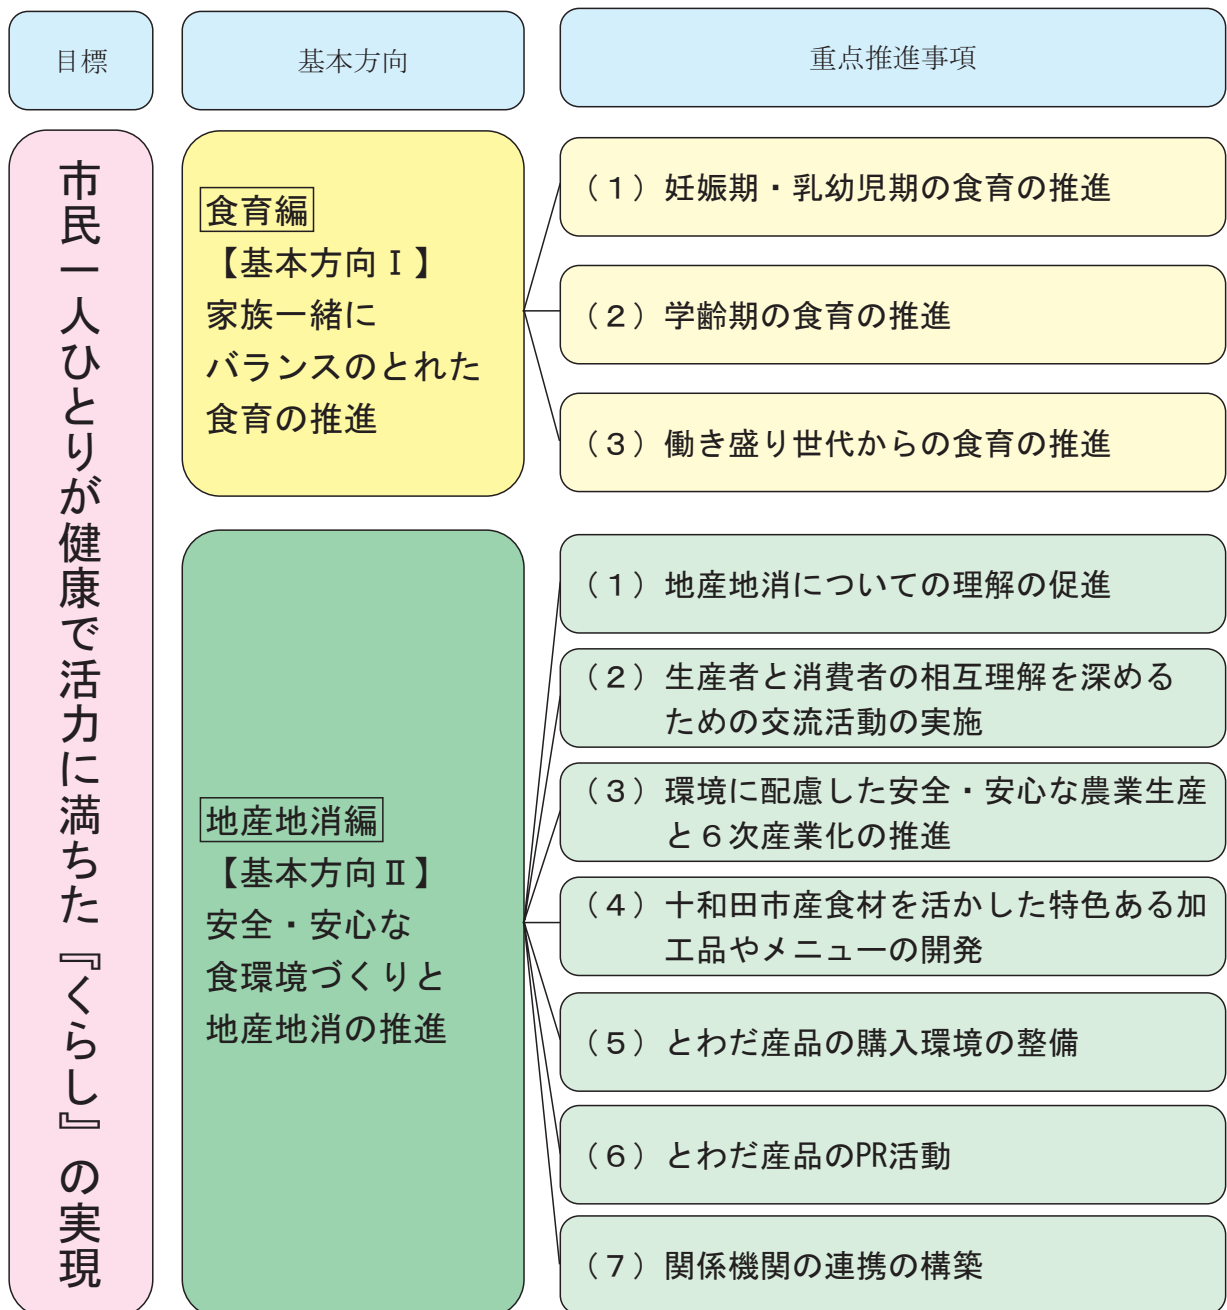 目標
基本方向
重点推進事項
市民一人ひとりが健康で活力に満ちた『くらし』の実現
食育編
【基本方向Ⅰ】
家族一緒に
バランスのとれた
食育の推進
（１）妊娠期・乳幼児期の食育の推進
（２）学齢期の食育の推進
（３）働き盛り世代からの食育の推進
地産地消編
【基本方向Ⅱ】
安全・安心な
食環境づくりと
地産地消の推進
（１）地産地消についての理解の促進
（２）生産者と消費者の相互理解を深める
ための交流活動の実施
（３）環境に配慮した安全・安心な農業生産
と６次産業化の推進
（４）十和田市産食材を活かした特色ある加
工品やメニューの開発
（５）とわだ産品の購入環境の整備
（６）とわだ産品のPR活動
（７）関係機関の連携の構築